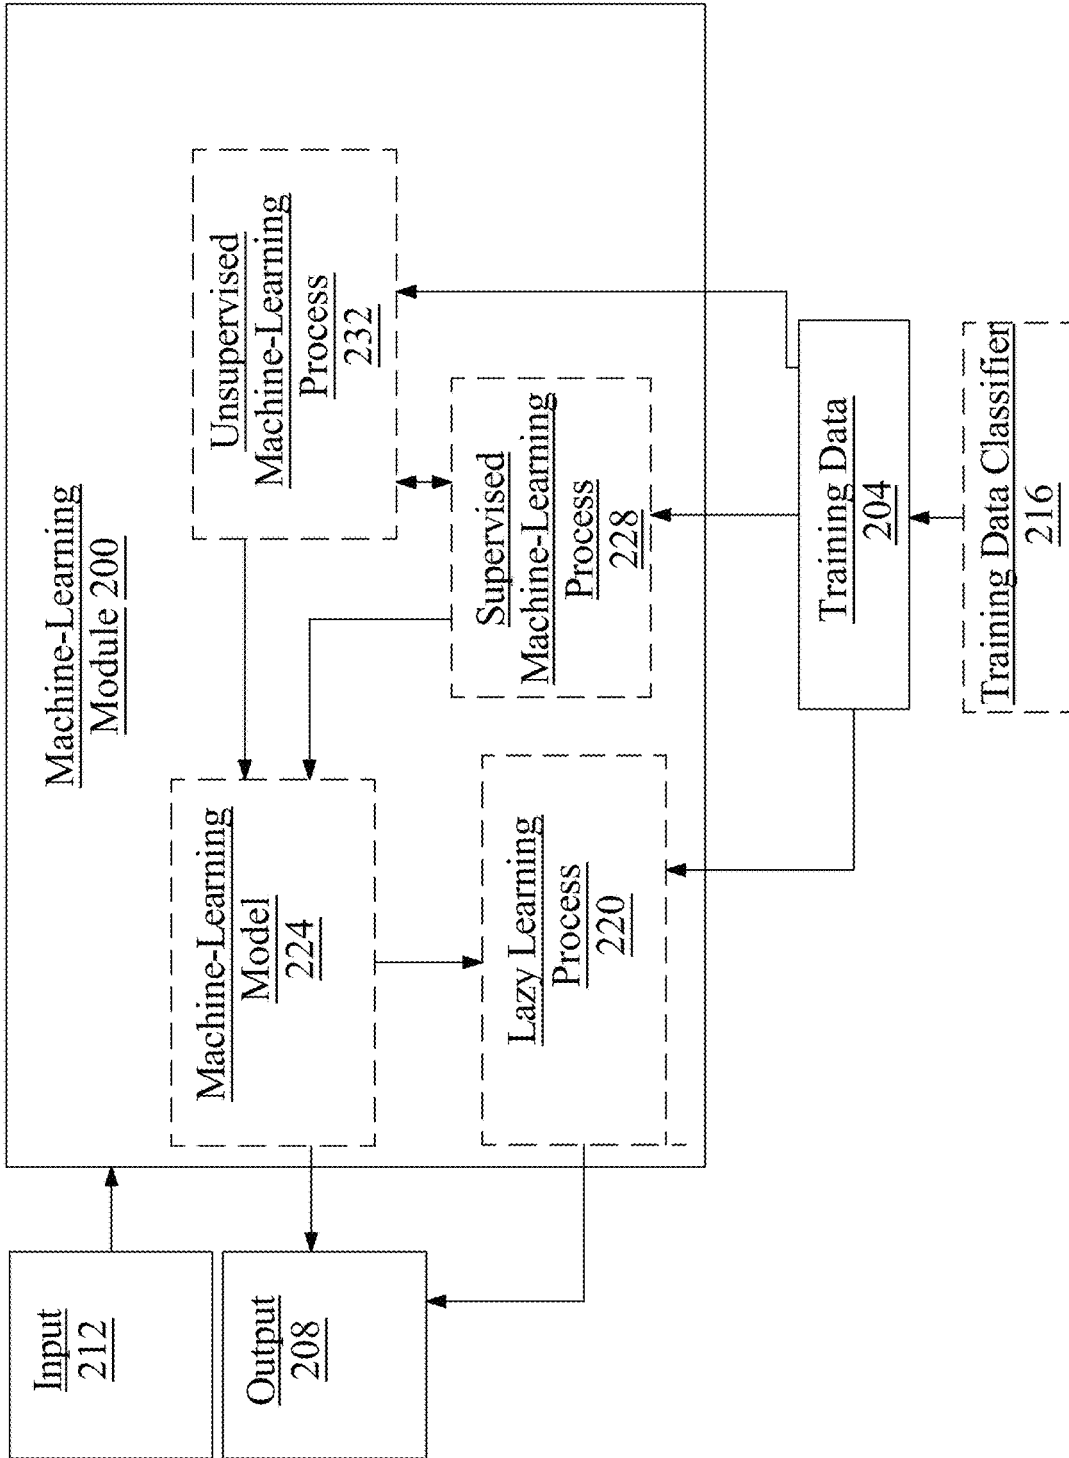 Machine-Learning
Module 200
Input
212
Output
208
Machine-Learning
Model
224
Unsupervised
Machine-Learning
Process
232
Lazy Learning
Process
220
Supervised
Machine-Learning
Process
228
Training Data
204
Training Data Classifier
216